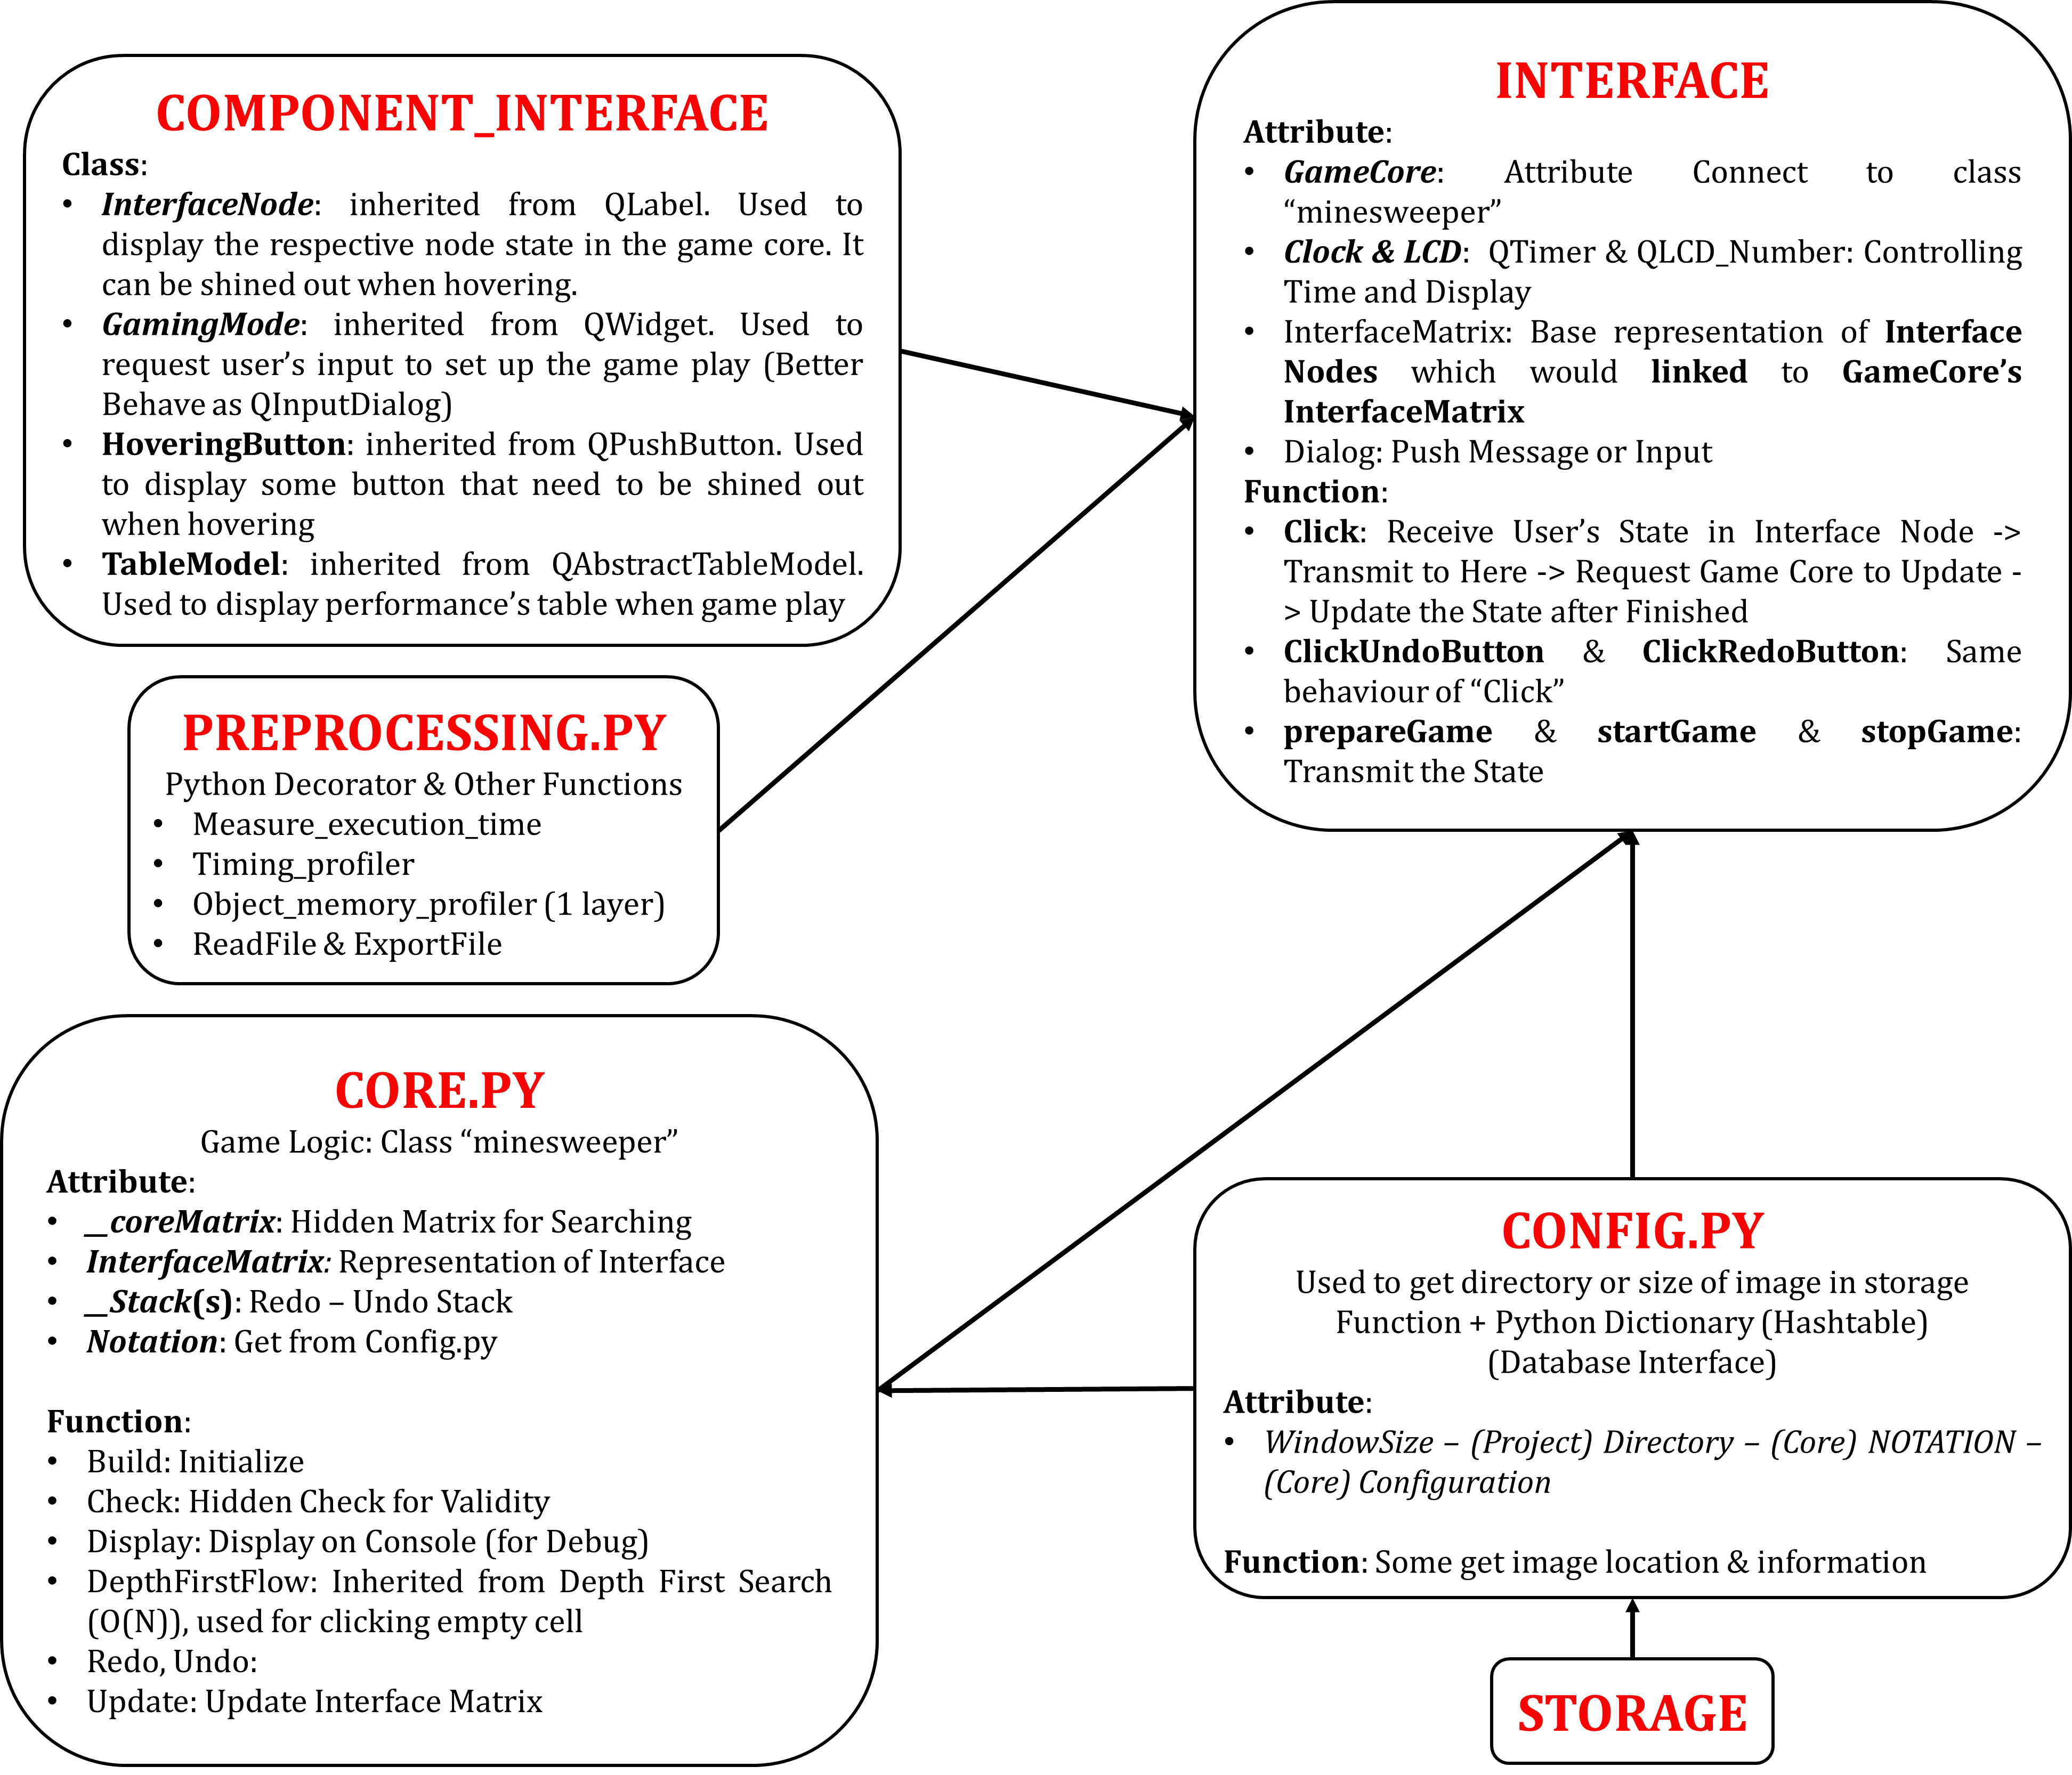 COMPONENT_INTERFACE
Class:
• InterfaceNode: inherited from QLabel. Used to
display the respective node state in the game core. It
can be shined out when hovering.
• GamingMode: inherited from QWidget. Used to
request user's input to set up the game play (Better
Behave as QInputDialog)
• HoveringButton: inherited from QPushButton. Used
to display some button that need to be shined out
when hovering
• TableModel: inherited from QAbstractTableModel.
Used to display performance's table when game play
INTERFACE
Attribute:
• GameCore: Attribute Connect to class
“minesweeper”
• Clock & LCD: QTimer & QLCD_Number: Controlling
Time and Display
• InterfaceMatrix: Base representation of Interface
Nodes which would linked to GameCore’s
InterfaceMatrix
• Dialog: Push Message or Input
Function:
• Click: Receive User’s State in Interface Node ->
Transmit to Here -> Request Game Core to Update -
> Update the State after Finished
• ClickUndoButton & ClickRedoButton: Same
behaviour of “Click”
• prepareGame & startGame & stopGame:
Transmit the State
PREPROCESSING.PY
Python Decorator & Other Functions
• Measure_execution_time
• Timing_profiler
• Object_memory_profiler (1 layer)
• ReadFile & ExportFile
CORE.PY
Game Logic: Class “minesweeper”
Attribute:
• __coreMatrix: Hidden Matrix for Searching
• InterfaceMatrix: Representation of Interface
• __Stack(s): Redo – Undo Stack
• Notation: Get from Config.py
Function:
• Build: Initialize
• Check: Hidden Check for Validity
• Display: Display on Console (for Debug)
• DepthFirstFlow: Inherited from Depth First Search
(O(N)), used for clicking empty cell
• Redo, Undo:
• Update: Update Interface Matrix
CONFIG.PY
Used to get directory or size of image in storage
Function + Python Dictionary (Hashtable)
(Database Interface)
Attribute:
• WindowSize – (Project) Directory – (Core) NOTATION –
(Core) Configuration
Function: Some get image location & information
STORAGE